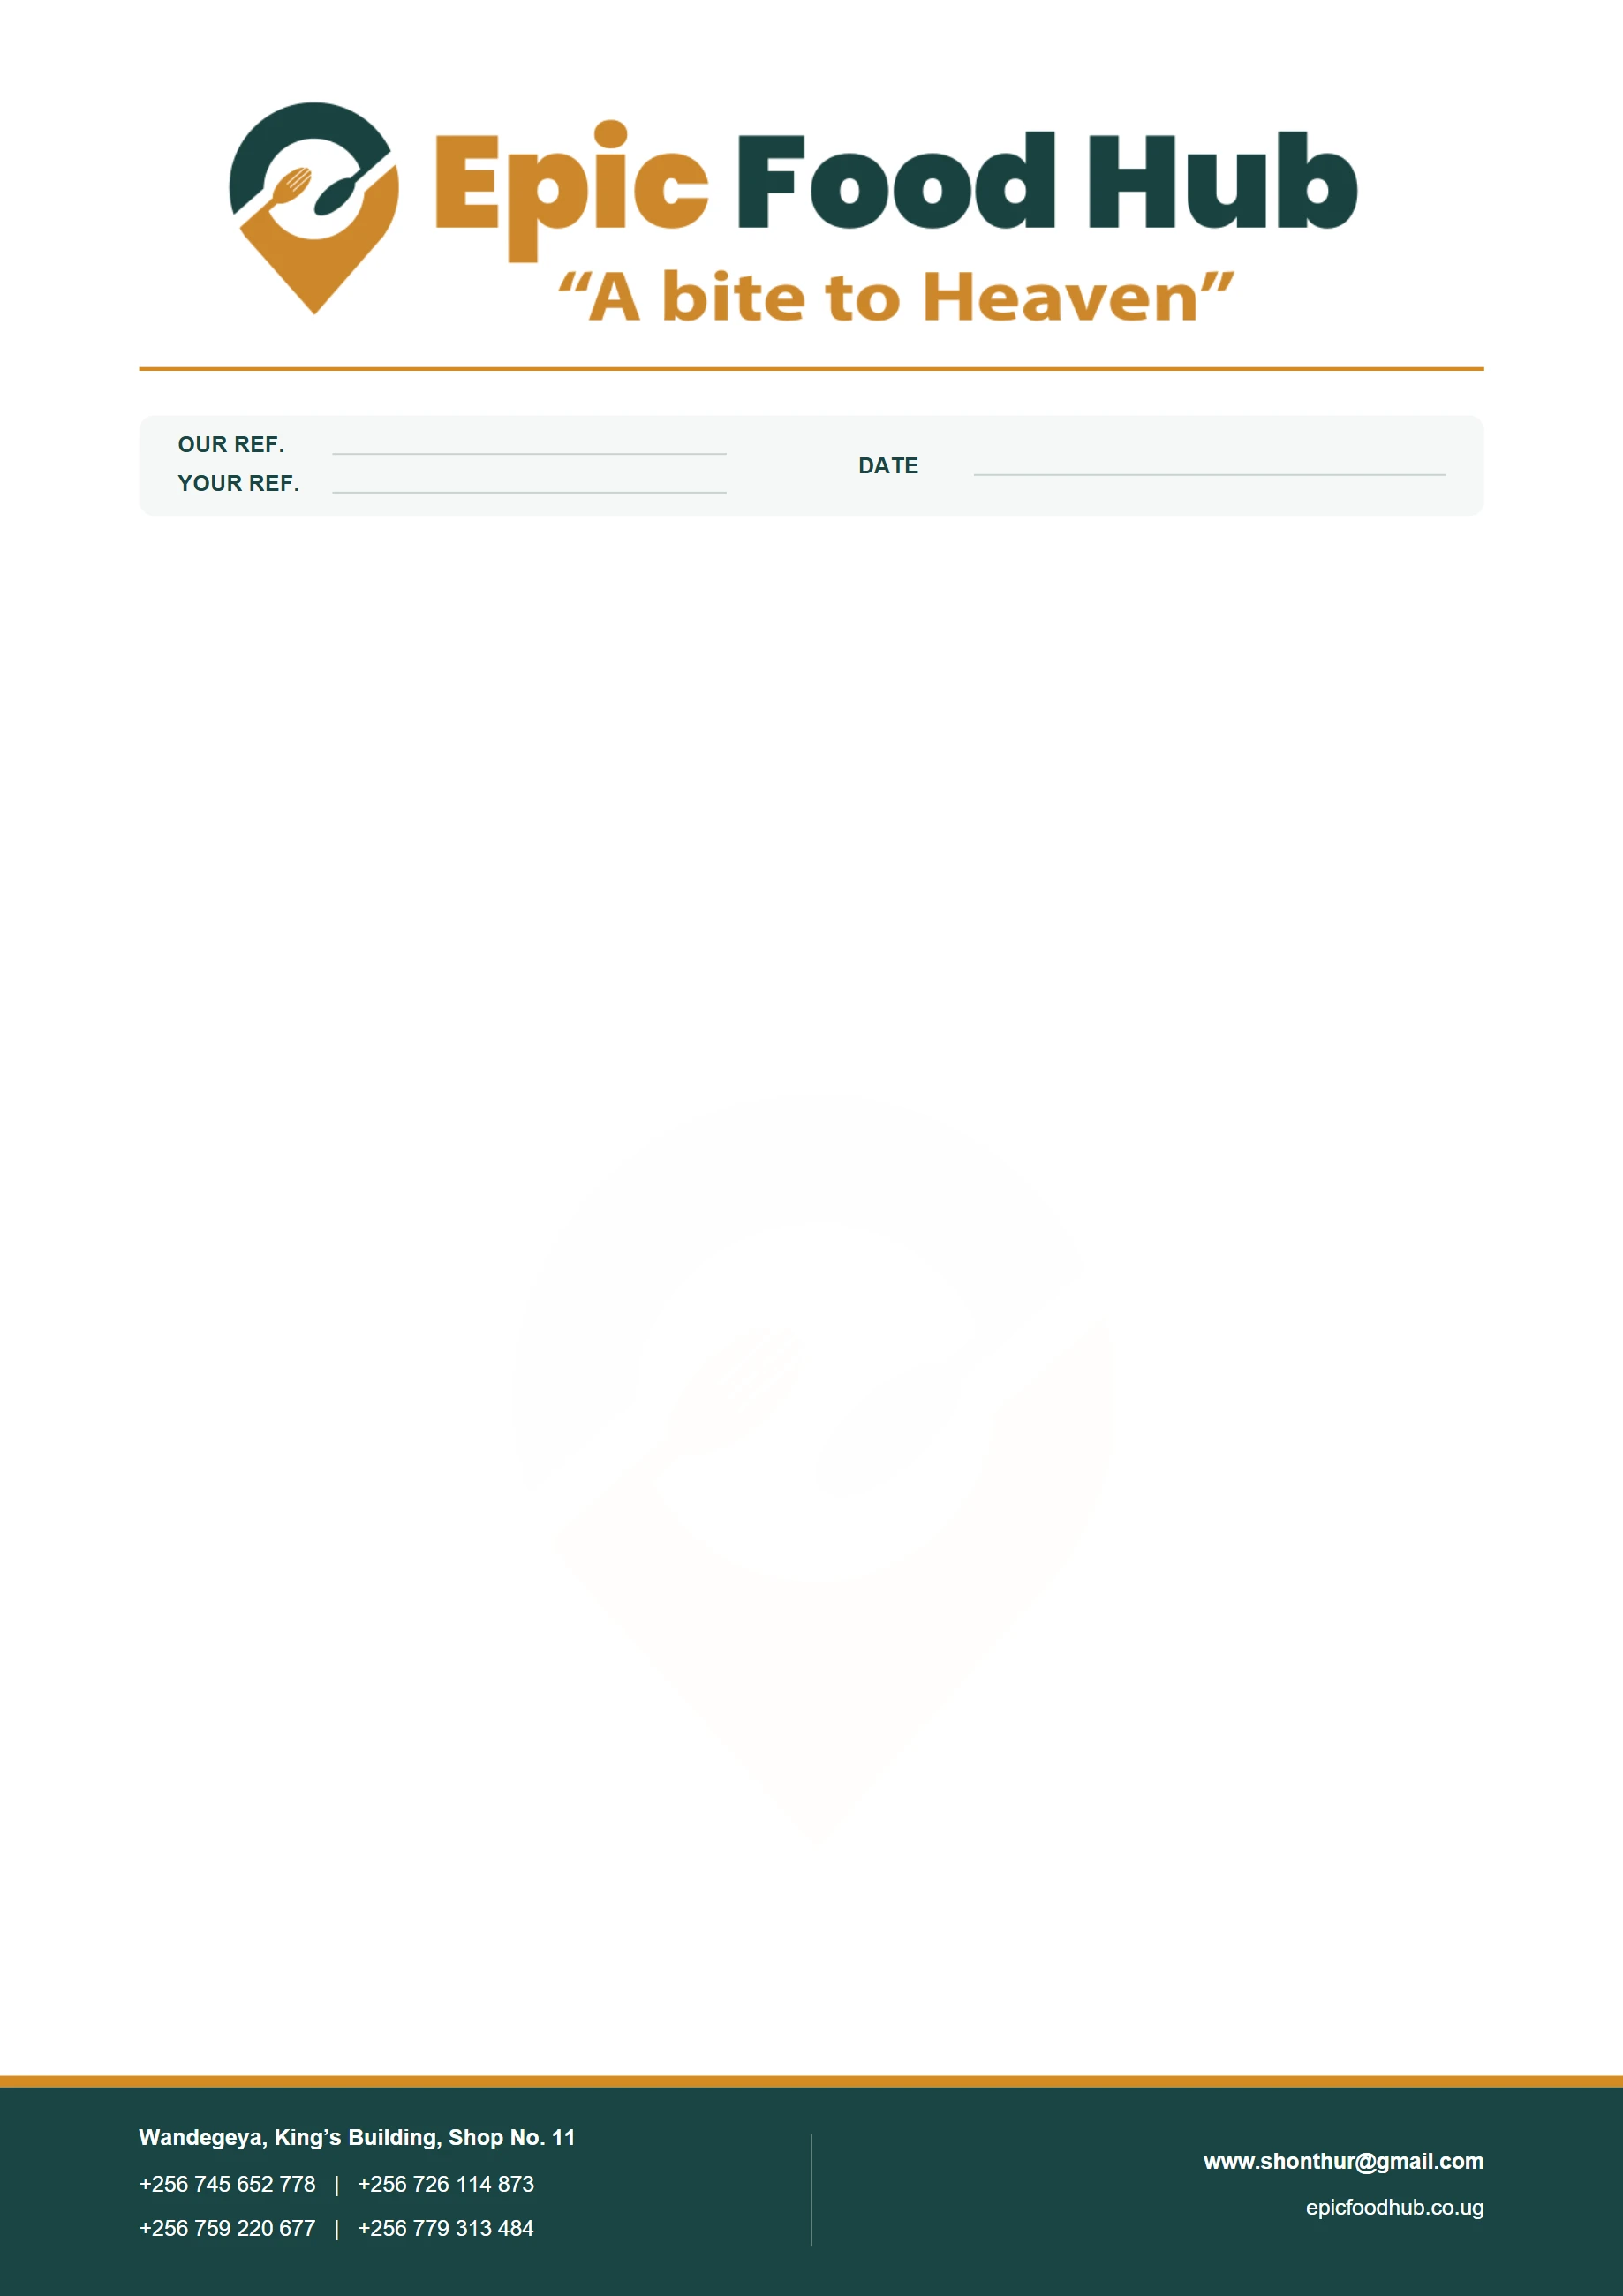 Epic Food Hub
“A bite to Heaven”
OUR REF.
YOUR REF.
DATE
Wandegeya, King’s Building, Shop No. 11
+256 745 652 778 | +256 726 114 873
+256 759 220 677 | +256 779 313 484
www.shonthur@gmail.com
epicfoodhub.co.ug